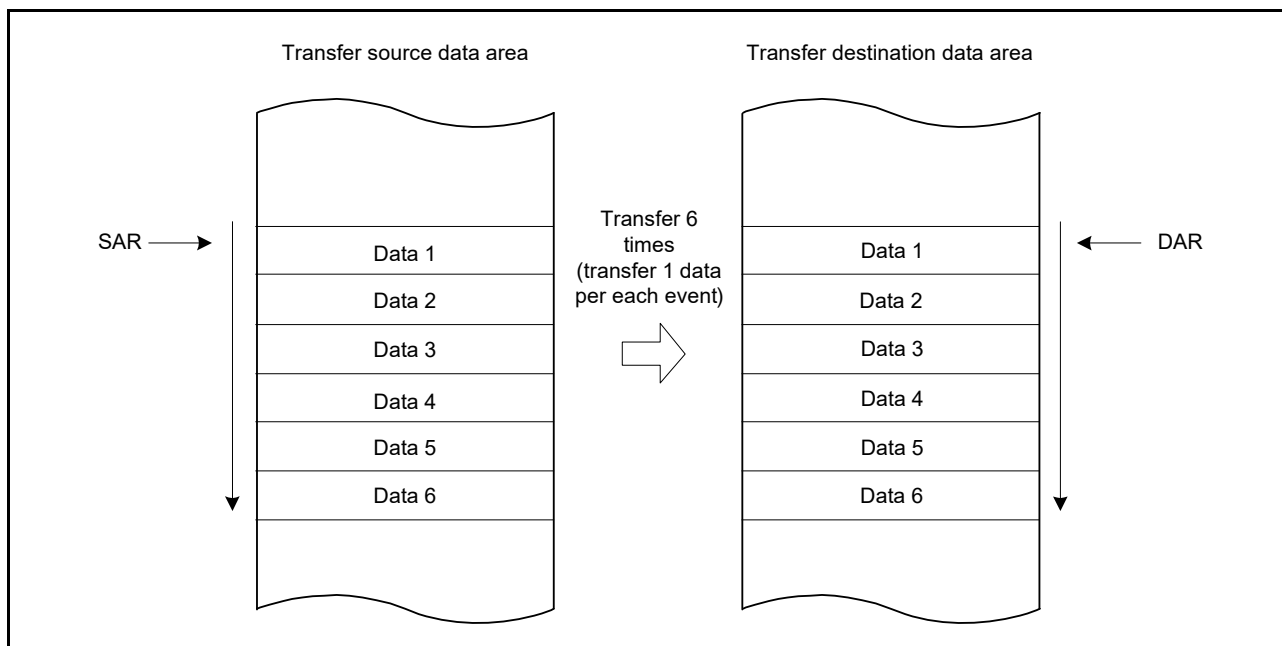 Transfer source data area
Transfer destination data area
SAR
Data 1
Data 2
Data 3
Data 4
Data 5
Data 6
Transfer 6
times
(transfer 1 data
per each event)
Data 1
Data 2
Data 3
Data 4
Data 5
Data 6
DAR